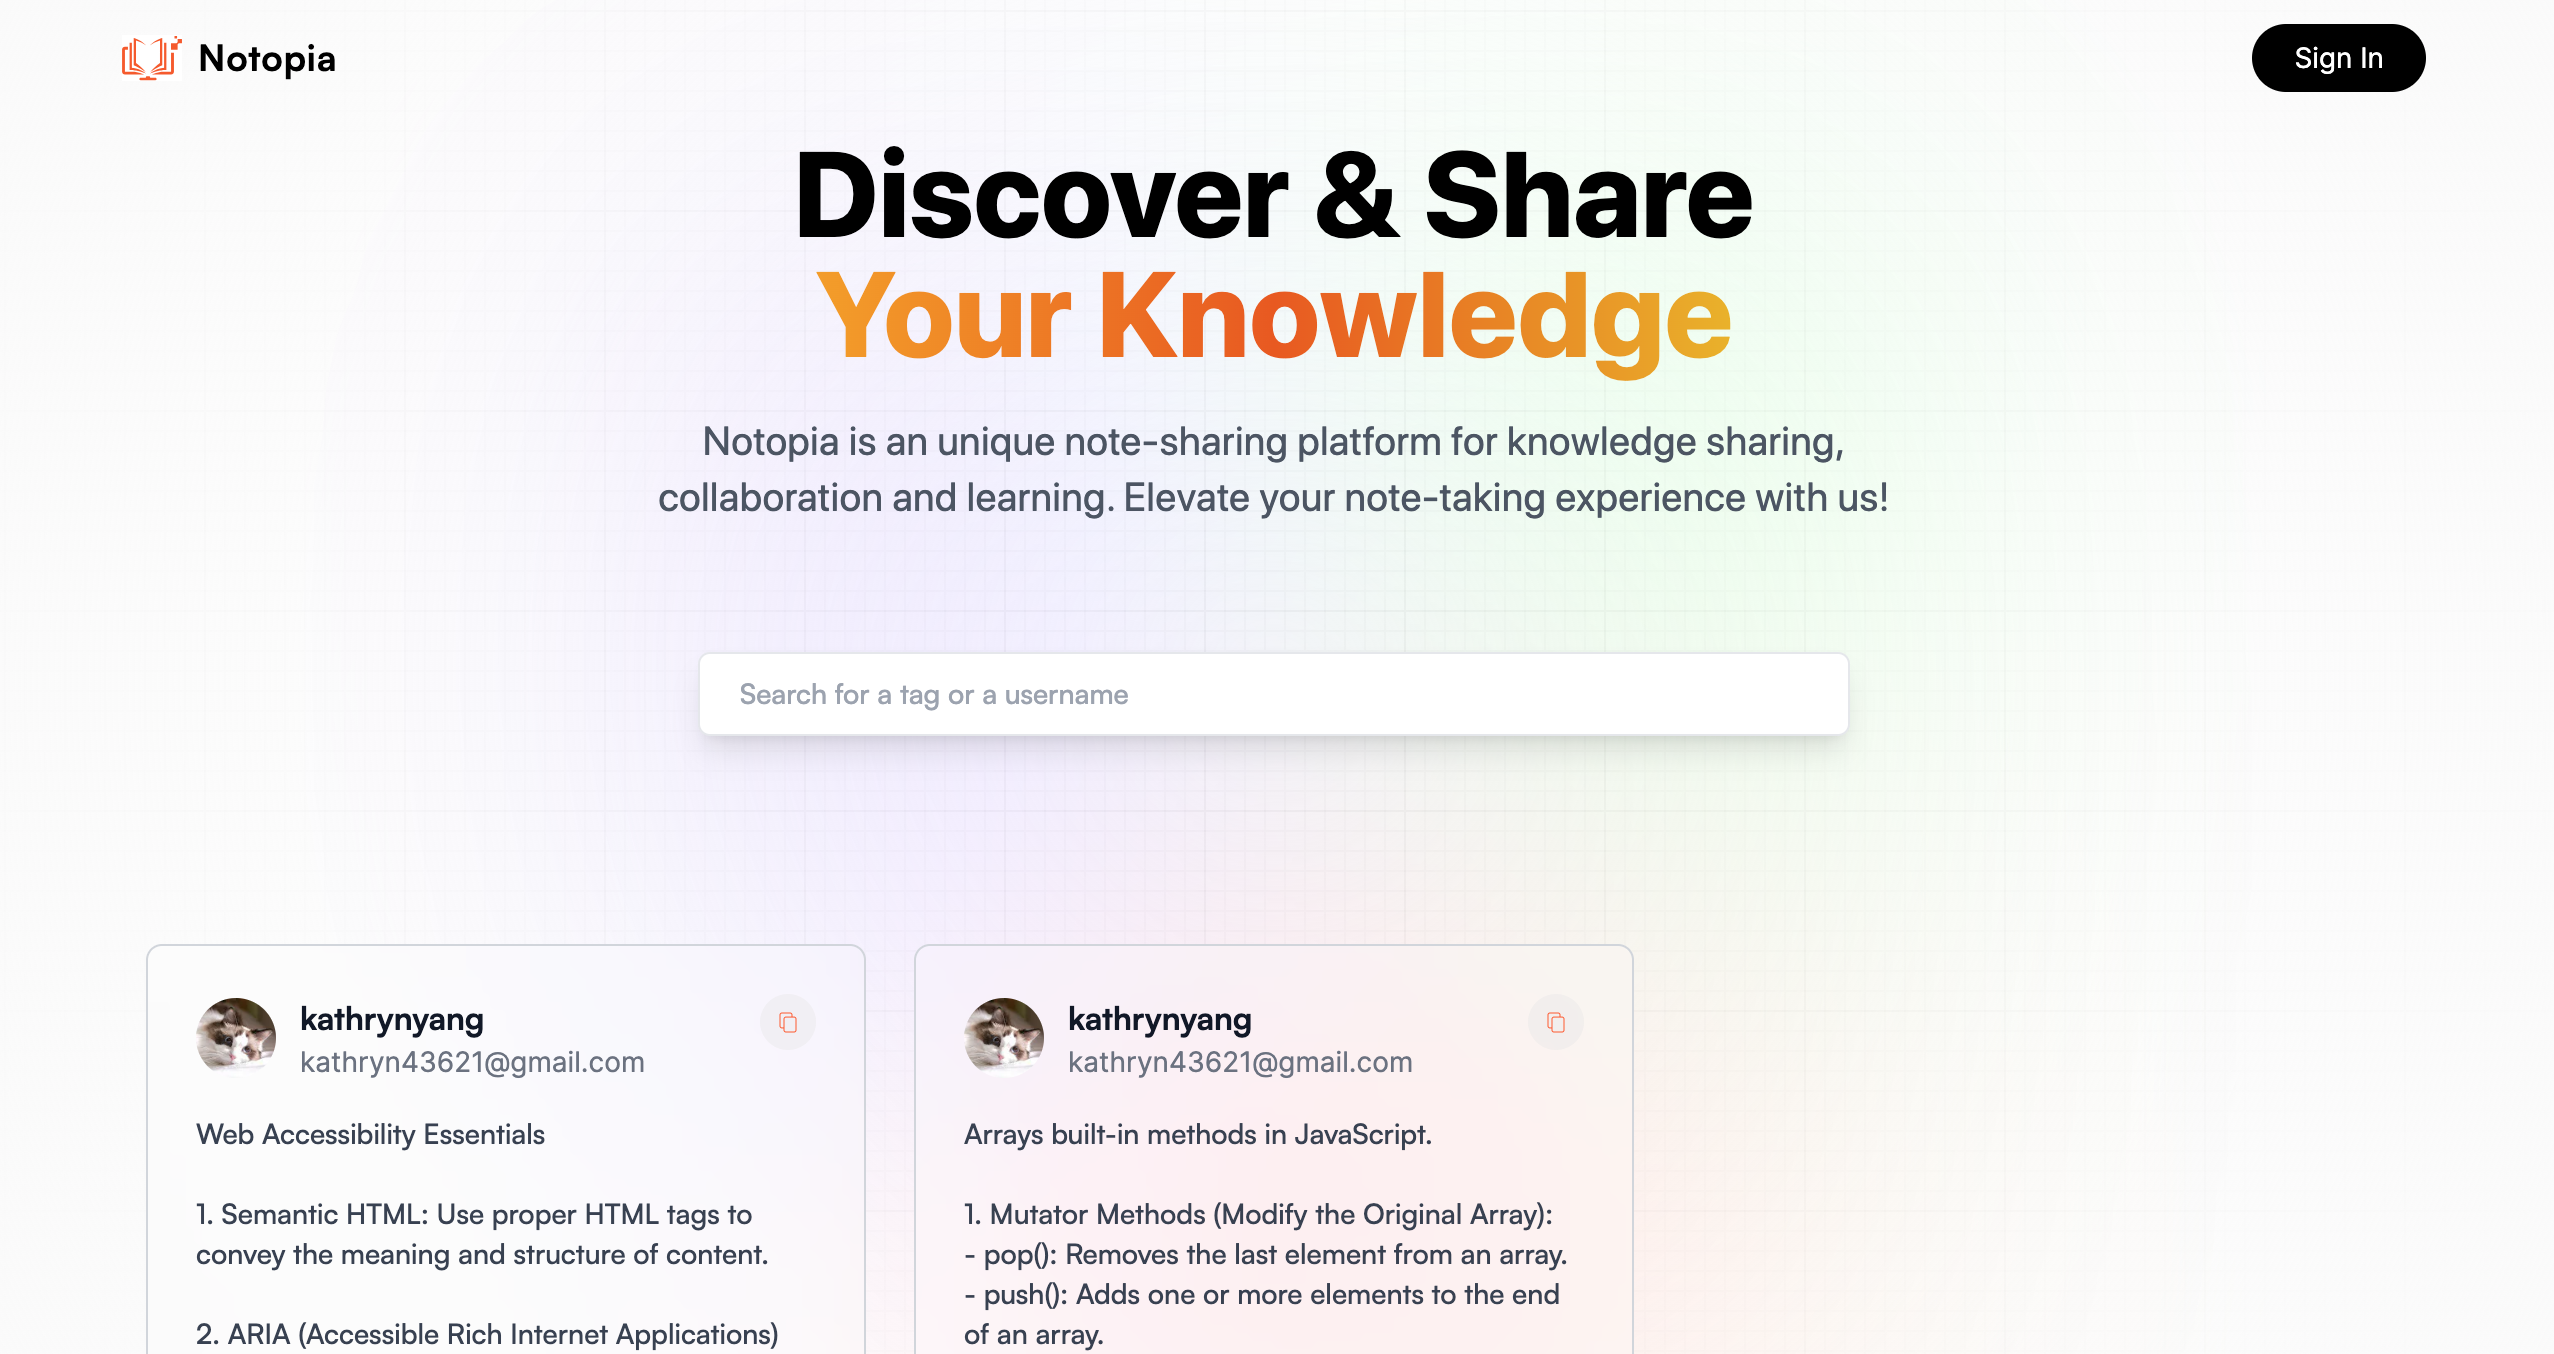 Notopia
Sign In
Discover & Share
Your Knowledge
Notopia is an unique note-sharing platform for knowledge sharing,
collaboration and learning. Elevate your note-taking experience with us!
Search for a tag or a username
kathrynyang
kathryn43621@gmail.com
Web Accessibility Essentials
1. Semantic HTML: Use proper HTML tags to
convey the meaning and structure of content.
2. ARIA (Accessible Rich Internet Applications)
kathrynyang
kathryn43621@gmail.com
Arrays built-in methods in JavaScript.
1. Mutator Methods (Modify the Original Array):
- pop(): Removes the last element from an array.
- push(): Adds one or more elements to the end
of an array.